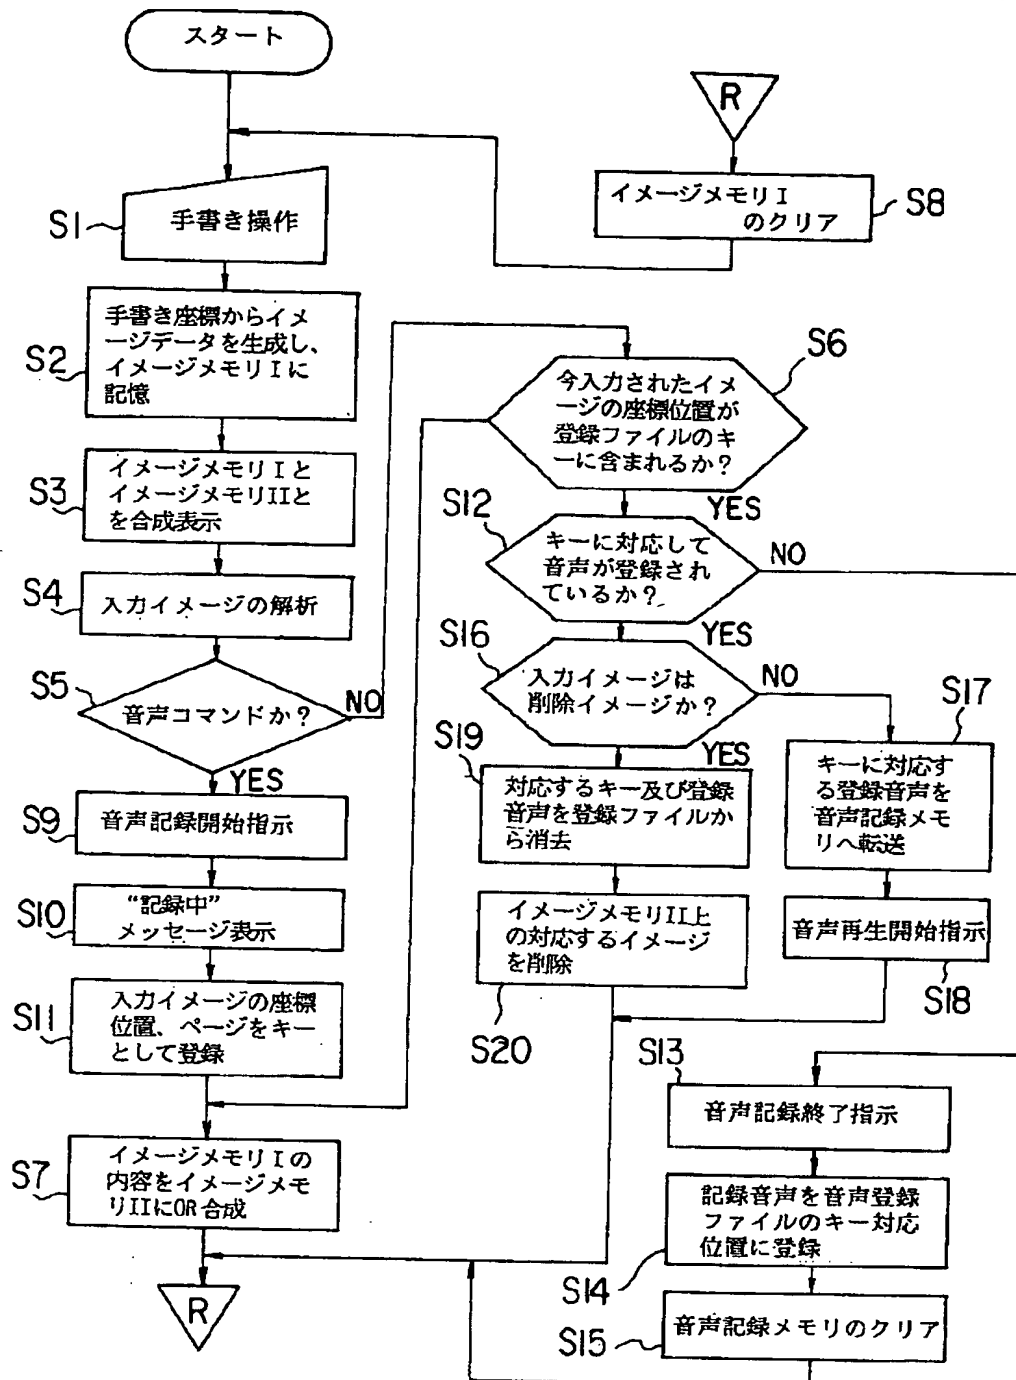 スタート
R
イメージメモリI
のクリア
S8
S1
手書き操作
S2
手書き座標からイメ
ージデータを生成し、
イメージメモリIに
記憶
S3
イメージメモリIと
イメージメモリIIと
を合成表示
S4
入力イメージの解析
S5
音声コマンドか?
NO
YES
S9
音声記録開始指示
S10
“記録中”
メッセージ表示
S11
入力イメージの座標
位置、ページをキー
として登録
S7
イメージメモリIの
内容をイメージメモ
リIIにOR合成
R
S6
今入力されたイメ
ージの座標位置が
登録ファイルのキ
ーに含まれるか?
YES
S12
キーに対応して
音声が登録され
ているか?
NO
YES
S16
入力イメージは
削除イメージか?
NO
YES
S19
対応するキー及び登録
音声を登録ファイルか
ら消去
S20
イメージメモリII上
の対応するイメージ
を削除
S17
キーに対応す
る登録音声を
音声記録メモ
リへ転送
音声再生開始指示
S18
S13
音声記録終了指示
記録音声を音声登録
ファイルのキー対応
位置に登録
S14
音声記録メモリのクリア
S15